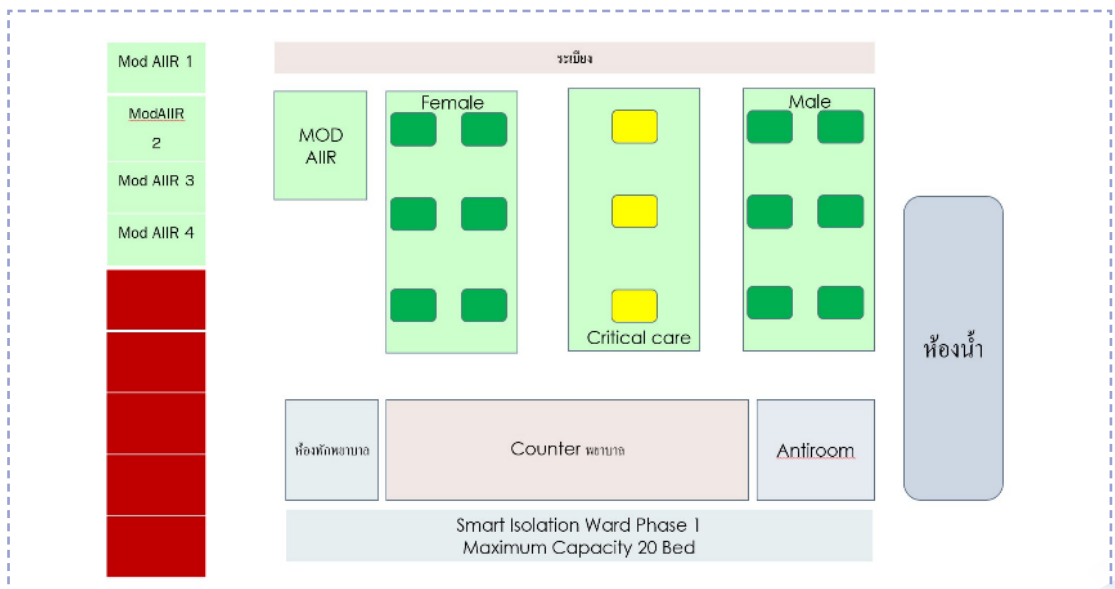 Mod AIIR 1
ModAIIR
2
Mod AIIR 3
Mod AIIR 4
ระเบียง
MOD
AIIR
Female
Critical care
Male
ห้องน้ำ
ห้องพักพยาบาล
Counter พยาบาล
Antiroom
Smart Isolation Ward Phase 1
Maximum Capacity 20 Bed